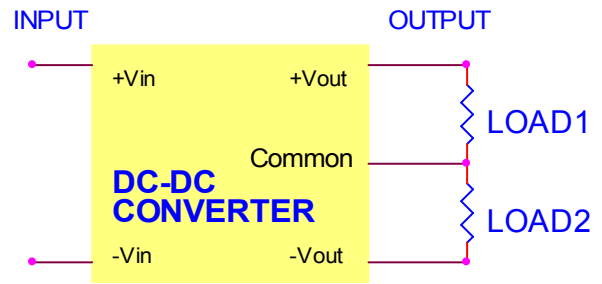 INPUT
OUTPUT
+Vin
+Vout
LOAD1
Common
DC-DC
CONVERTER
LOAD2
-Vin
-Vout